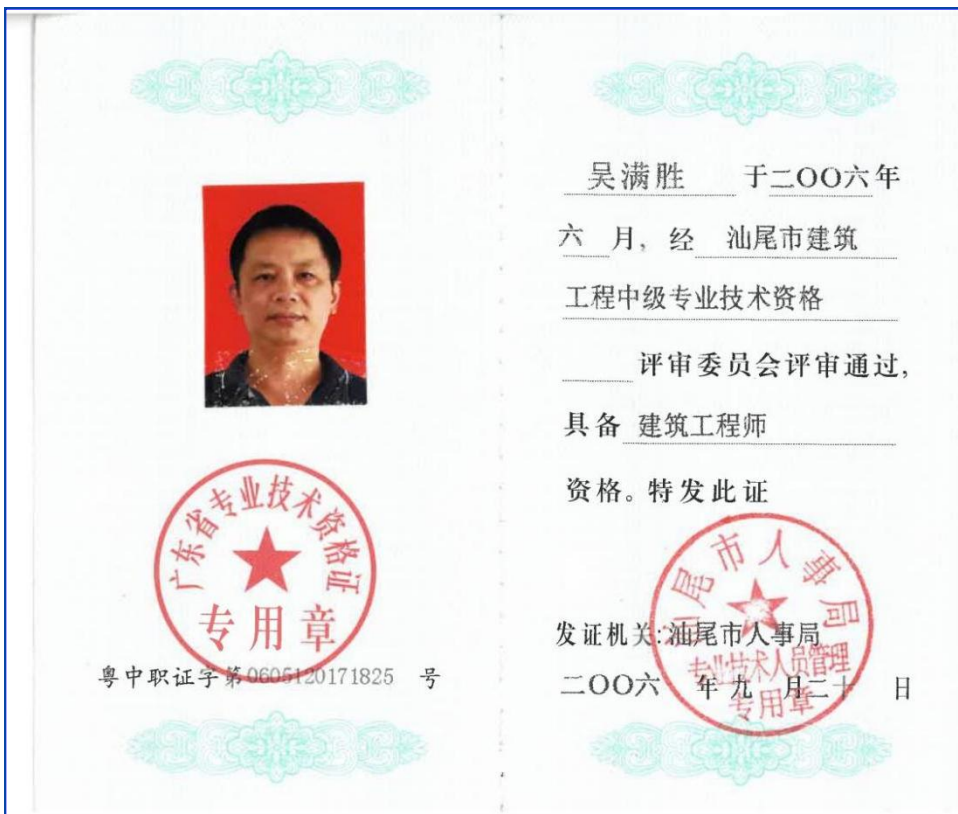 广东省专业技术资格证
专用章
粤中职证字第0605120171825 号
吴满胜 于二〇〇六年
六 月，经 汕尾市建筑
工程中级专业技术资格
评审委员会评审通过，
具备 建筑工程师
资格。特发此证
汕尾市人事局
专业技术人员管理
专用章
发证机关:汕尾市人事局
二〇〇六 年 九 月二十 日